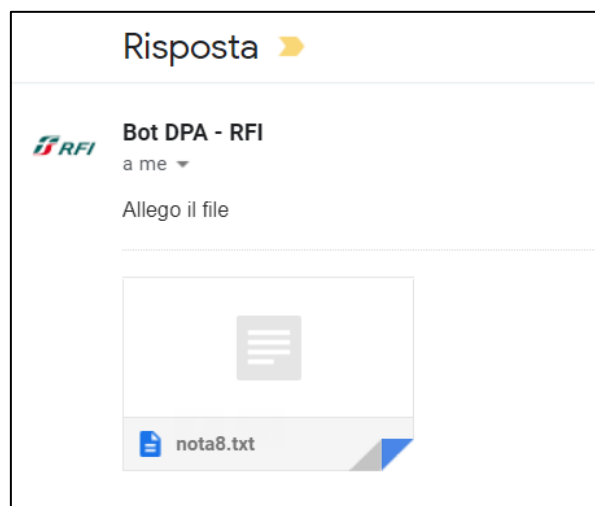 Risposta
RFI
Bot DPA - RFI
a me
Allego il file
nota8.txt